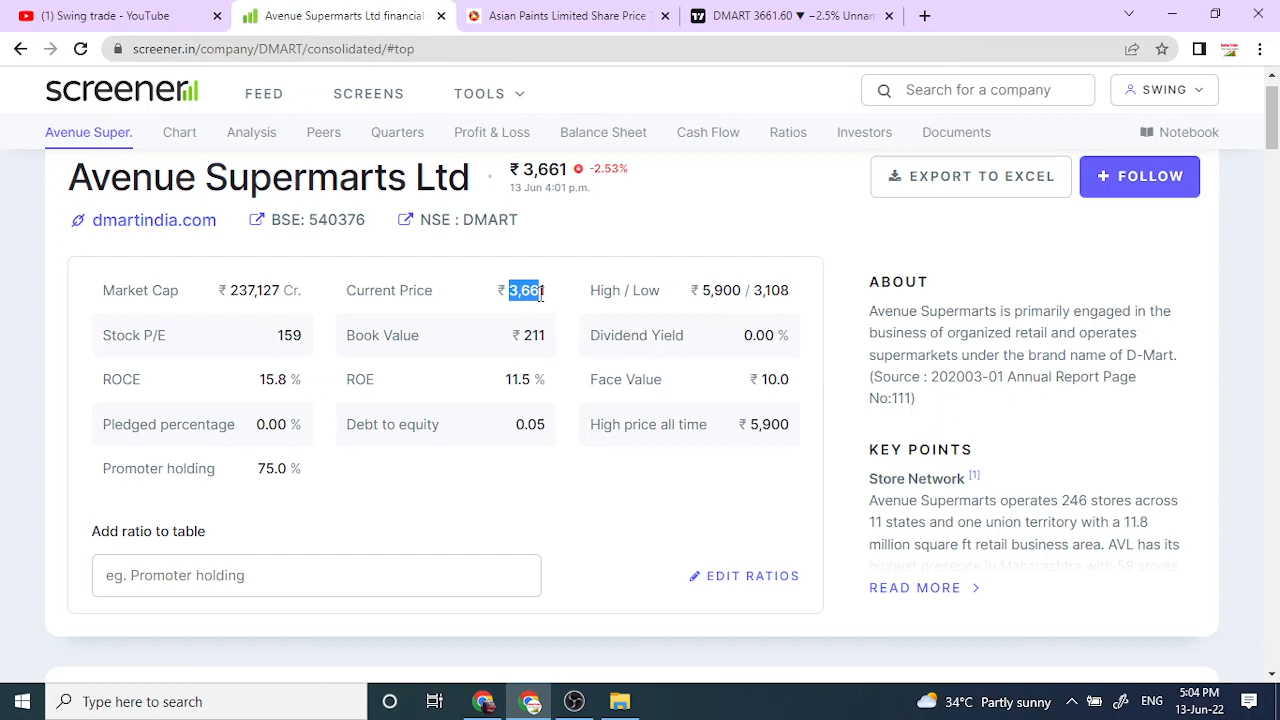 (1) Swing Trade - YouTube
Avenue Supermarts Ltd financial
Asian Paints Limited Share Price T
DMART 3661.60 ▼ −2.5% Unnam
screener.in/company/DMART/consolidated/#top
screener
FEED
SCREENS
TOOLS
Search for a company
SWING
Avenue Super.
Chart
Analysis
Peers
Quarters
Profit & Loss
Balance Sheet
Cash Flow
Ratios
Investors
Documents
Notebook
Avenue Supermarts Ltd
₹ 3,661 -2.53%
13 Jun 4:01 p.m.
EXPORT TO EXCEL
+ FOLLOW
dmartindia.com
BSE: 540376
NSE : DMART
Market Cap ₹ 237,127 Cr.
Current Price ₹ 3,661
High / Low ₹ 5,900 / 3,108
Stock P/E 159
Book Value ₹ 211
Dividend Yield 0.00 %
ROCE 15.8 %
ROE 11.5 %
Face Value ₹ 10.0
Pledged percentage 0.00 %
Debt to equity 0.05
High price all time ₹ 5,900
Promoter holding 75.0 %
Add ratio to table
eg. Promoter holding
EDIT RATIOS
ABOUT
Avenue Supermarts is primarily engaged in the
business of organized retail and operates
supermarkets under the brand name of D-Mart.
(Source : 202003-01 Annual Report Page
No:111)
KEY POINTS
Store Network [1]
Avenue Supermarts operates 246 stores across
11 states and one union territory with a 11.8
million square ft retail business area. AVL has its
highest presence in Maharashtra with 58 stores
READ MORE
Type here to search
34°C Partly sunny
ENG
5:04 PM
13-Jun-22